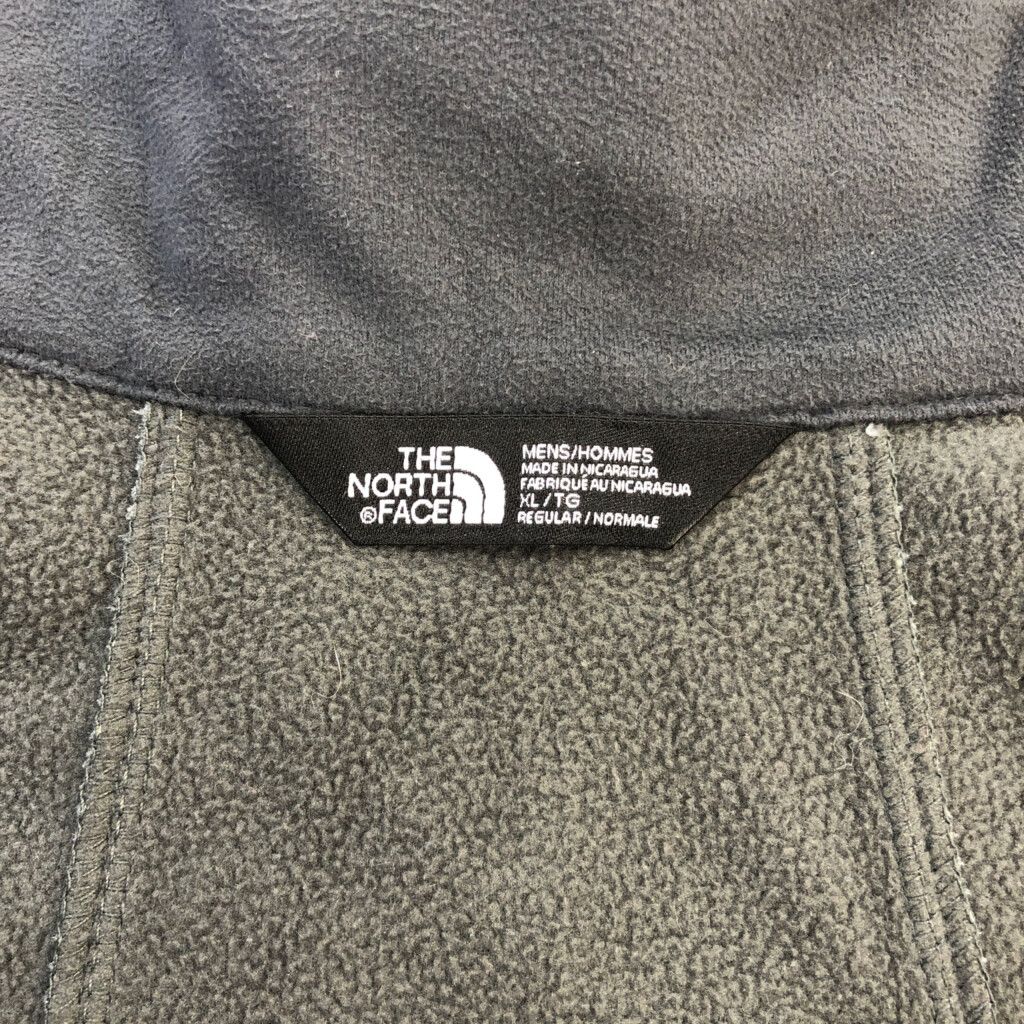 THE
NORTH
®FACE
MENS/HOMMES
MADE IN NICARAGUA
FABRIQUÉ AU NICARAGUA
XL / TG
REGULAR / NORMALE